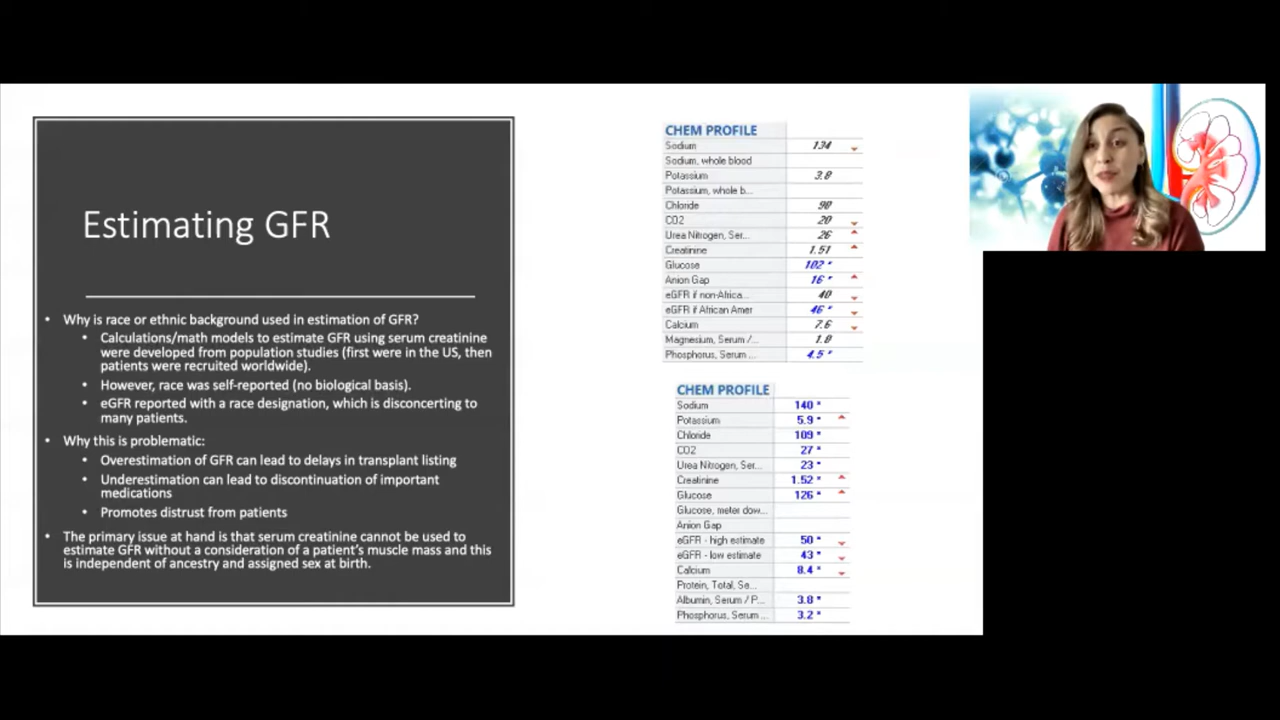 Estimating GFR
• Why is race or ethnic background used in estimation of GFR?
• Calculations/math models to estimate GFR using serum creatinine
were developed from population studies (first were in the US, then
patients were recruited worldwide).
• However, race was self-reported (no biological basis).
• eGFR reported with a race designation, which is disconcerting to
many patients.
• Why this is problematic:
• Overestimation of GFR can lead to delays in transplant listing
• Underestimation can lead to discontinuation of important
medications
• Promotes distrust from patients
• The primary issue at hand is that serum creatinine cannot be used to
estimate GFR without a consideration of a patient's muscle mass and this
is independent of ancestry and assigned sex at birth.
CHEM PROFILE
Sodium 134
Sodium, whole blood
Potassium 3.8
Potassium, whole b...
Chloride 98
CO2 20
Urea Nitrogen, Ser... 26
Creatinine 1.51
Glucose 102 *
Anion Gap 16 *
eGFR if non-Africa... 40
eGFR if African Amer 46 *
Calcium 7.6
Magnesium, Serum /...
Phosphorus, Serum ... 4.5 *
CHEM PROFILE
Sodium 140 *
Potassium 5.9 *
Chloride 109 *
CO2 27 *
Urea Nitrogen, Ser... 23 *
Creatinine 1.52 *
Glucose 126 *
Glucose, meter dow...
Anion Gap
eGFR - high estimate 50 *
eGFR - low estimate 43 *
Calcium 8.4 *
Protein, Total, Se...
Albumin, Serum / P... 3.8 *
Phosphorus, Serum ... 3.2 *